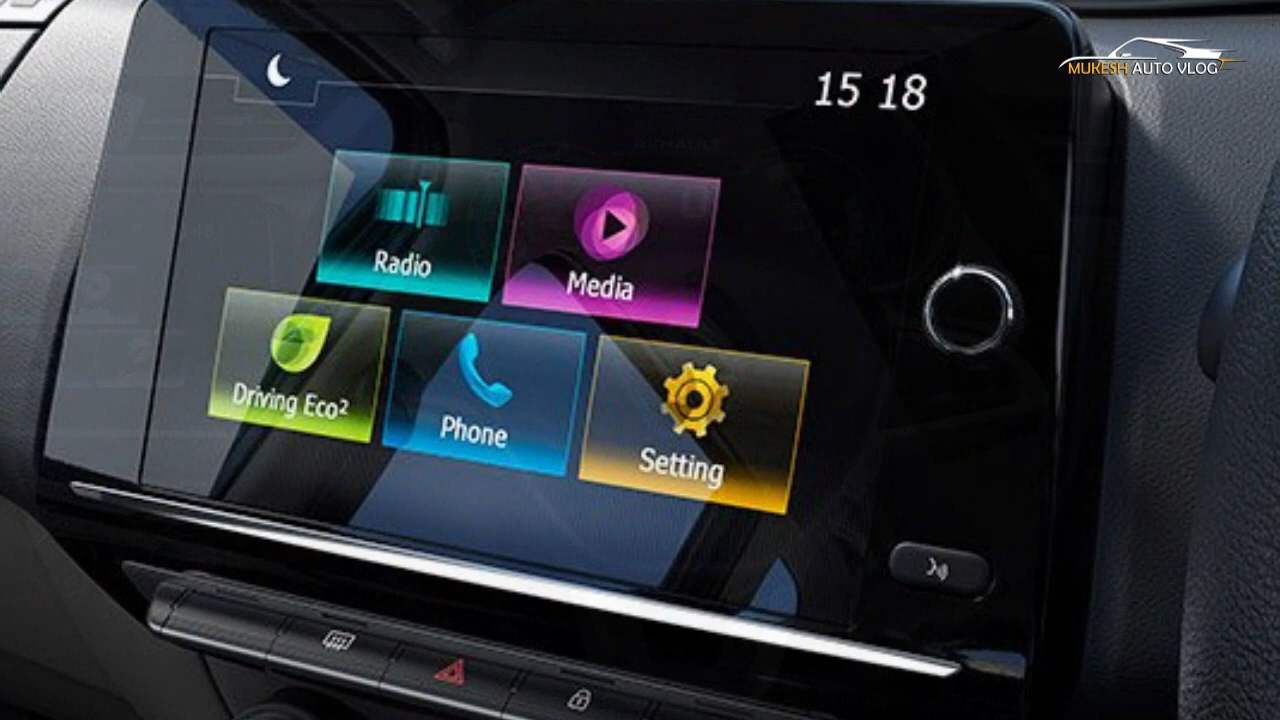 MUKESH AUTO VLOG
15 18
Radio
Media
Driving Eco²
Phone
Setting